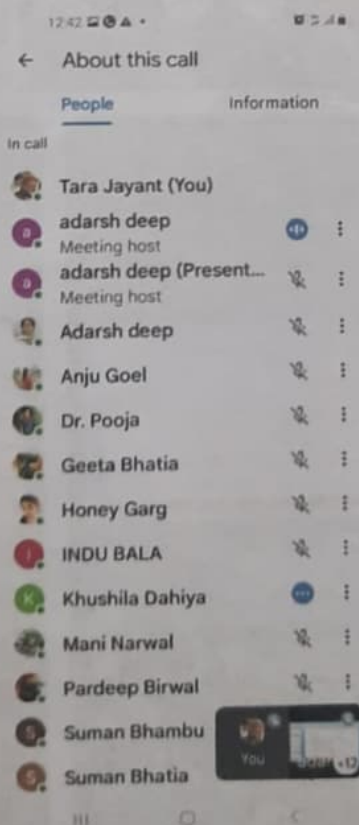 12:42
← About this call
People Information
In call
Tara Jayant (You)
a adarsh deep
Meeting host
a adarsh deep (Present...
Meeting host
Adarsh deep
Anju Goel
Dr. Pooja
Geeta Bhatia
Honey Garg
I INDU BALA
K Khushila Dahiya
Mani Narwal
Pardeep Birwal
S Suman Bhambu
You +12
S Suman Bhatia